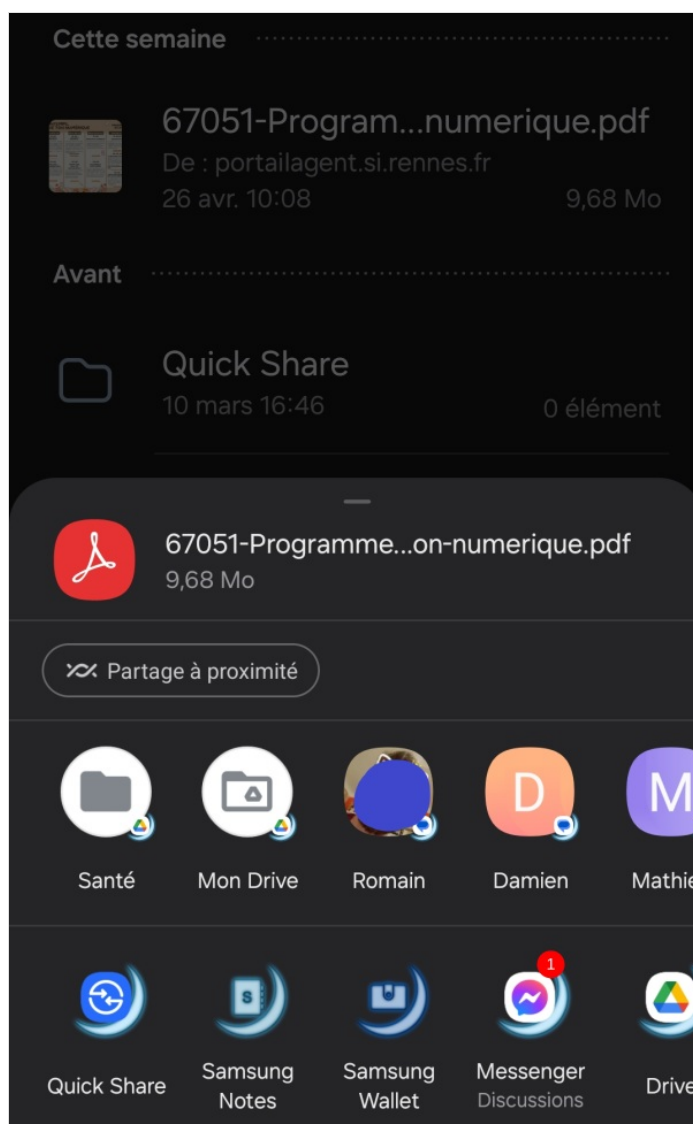 Cette semaine
67051-Program...numerique.pdf
De : portailagent.si.rennes.fr
26 avr. 10:08 9,68 Mo
Avant
Quick Share
10 mars 16:46 0 élément
67051-Programme...on-numerique.pdf
9,68 Mo
Partage à proximité
D M
Santé Mon Drive Romain Damien Mathie
S 1
Quick Share Samsung Notes Samsung Wallet Messenger Drive
Discussions